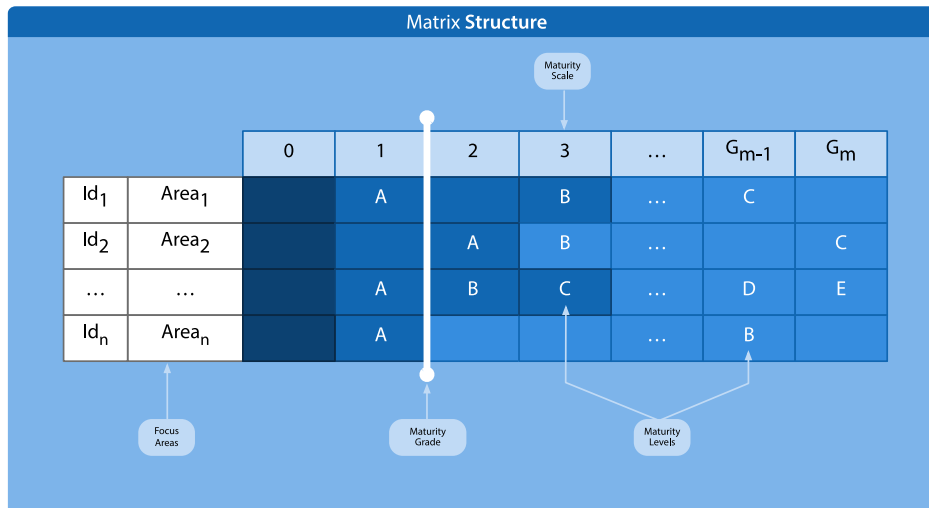 Matrix Structure
Maturity
Scale
0 1 2 3 … Gm-1 Gm
Id1 Area1 A B … C
Id2 Area2 A B … C
… … A B C … D E
Idn Arean A … B
Focus
Areas
Maturity
Grade
Maturity
Levels